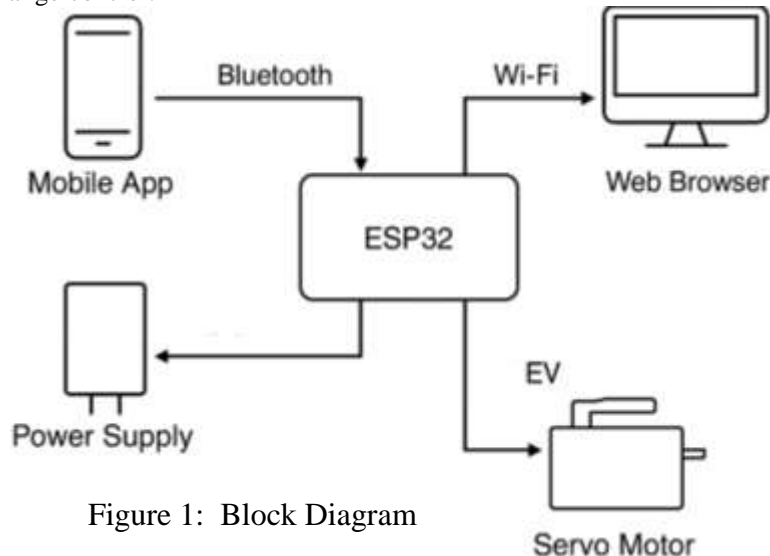 Bluetooth
Wi-Fi
Mobile App
Web Browser
ESP32
Power Supply
EV
Figure 1: Block Diagram
Servo Motor